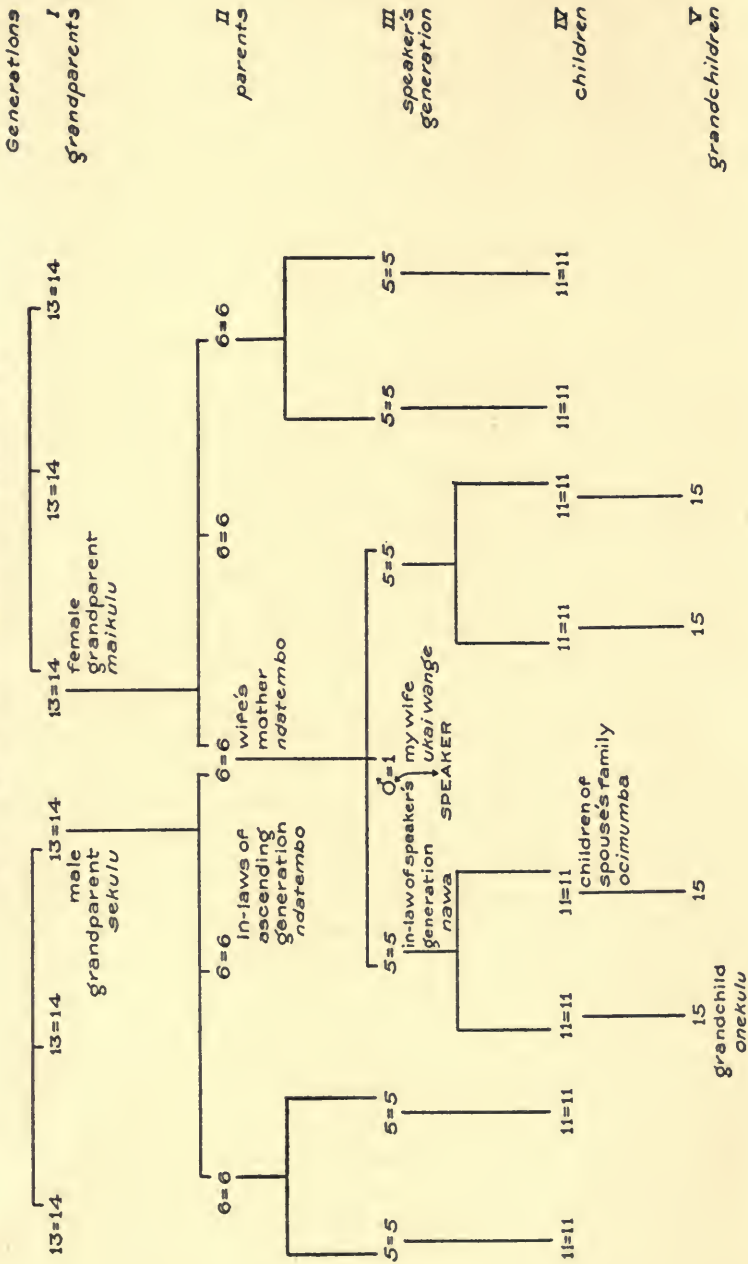 Generations
I
grandparents
13=14 13=14 13=14 13=14 13=14 13=14
male
grandparent
sekulu
female
grandparent
maikulu
II
parents
6=6 6=6 6=6 6=6 6=6
in-laws of
ascending
generation
ndatembo
wife's
mother
ndatembo
III
speaker's
generation
5=5 5=5 5=5 ♂=1 5=5 5=5 5=5
in-law of speaker's
generation
nawa
my wife
ukai wange
SPEAKER
IV
children
11=11 11=11 11=11 11=11 11=11 11=11 11=11 11=11
children of
spouse's family
ocimumba
V
grandchildren
15 15 15 15
grandchild
onekulu